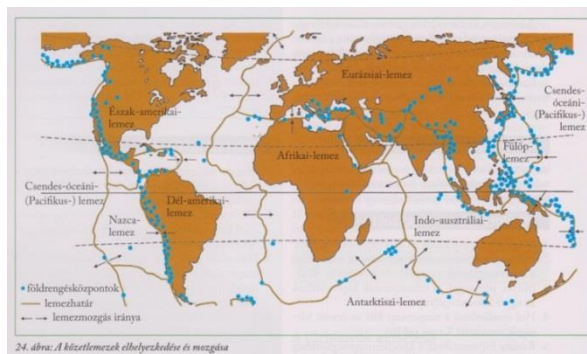 Eurázsiai-lemez
Csendes-
óceáni-
(Pacifikus-)
lemez
Észak-amerikai-
lemez
Fülöp-
lemez
Afrikai-lemez
Csendes-óceáni-
(Pacifikus-) lemez
Nazca-
lemez
Dél-amerikai-
lemez
Indo-ausztráliai-
lemez
Antarktiszi-lemez
földrengésközpontok
lemezhatár
lemezmozgás iránya
24. ábra: A kőzetlemezek elhelyezkedése és mozgása